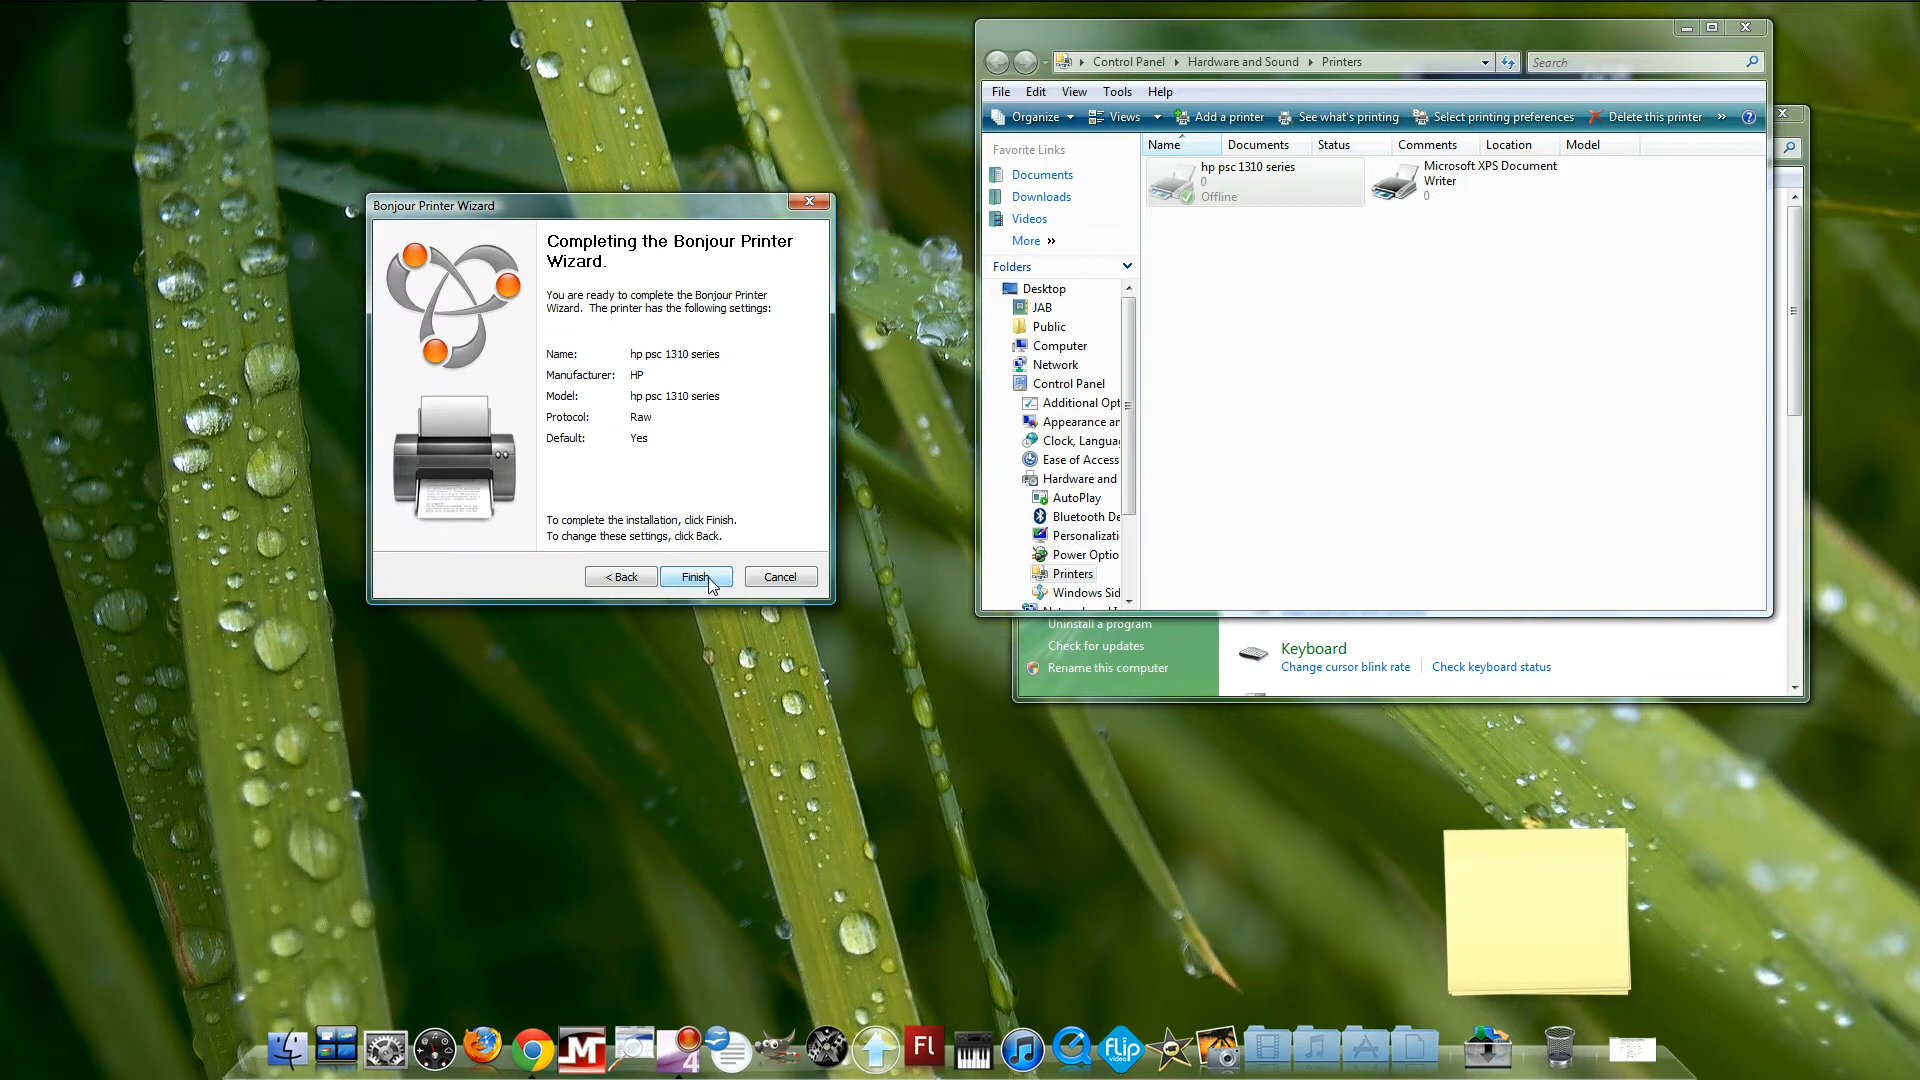 Bonjour Printer Wizard
Completing the Bonjour Printer
Wizard.
You are ready to complete the Bonjour Printer
Wizard. The printer has the following settings:
Name: hp psc 1310 series
Manufacturer: HP
Model: hp psc 1310 series
Protocol: Raw
Default: Yes
To complete the installation, click Finish.
To change these settings, click Back.
< Back Finish Cancel
Control Panel Hardware and Sound Printers Search
File Edit View Tools Help
Organize Views Add a printer See what's printing Select printing preferences Delete this printer »
Favorite Links
Documents
Downloads
Videos
More »
Folders
Desktop
JAB
Public
Computer
Network
Control Panel
Additional Opt
Appearance ar
Clock, Langua
Ease of Access
Hardware and
AutoPlay
Bluetooth De
Personalizati
Power Optio
Printers
Windows Sid
Name Documents Status Comments Location Model
hp psc 1310 series
0
Offline
Microsoft XPS Document
Writer
0
Uninstall a program
Check for updates
Rename this computer
Keyboard
Change cursor blink rate Check keyboard status
M
4
Fl
flip
video